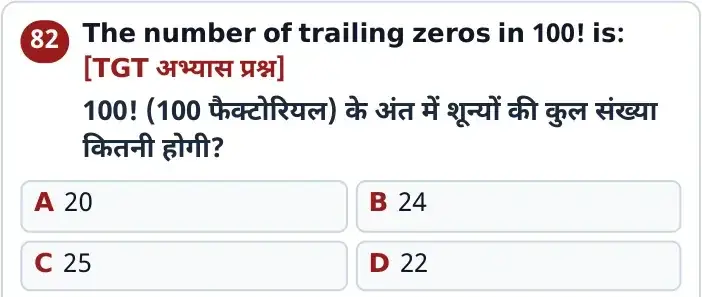 82 The number of trailing zeros in 100! is:
[TGT अभ्यास प्रश्न]
100! (100 फैक्टोरियल) के अंत में शून्यों की कुल संख्या
कितनी होगी?
A 20
B 24
C 25
D 22